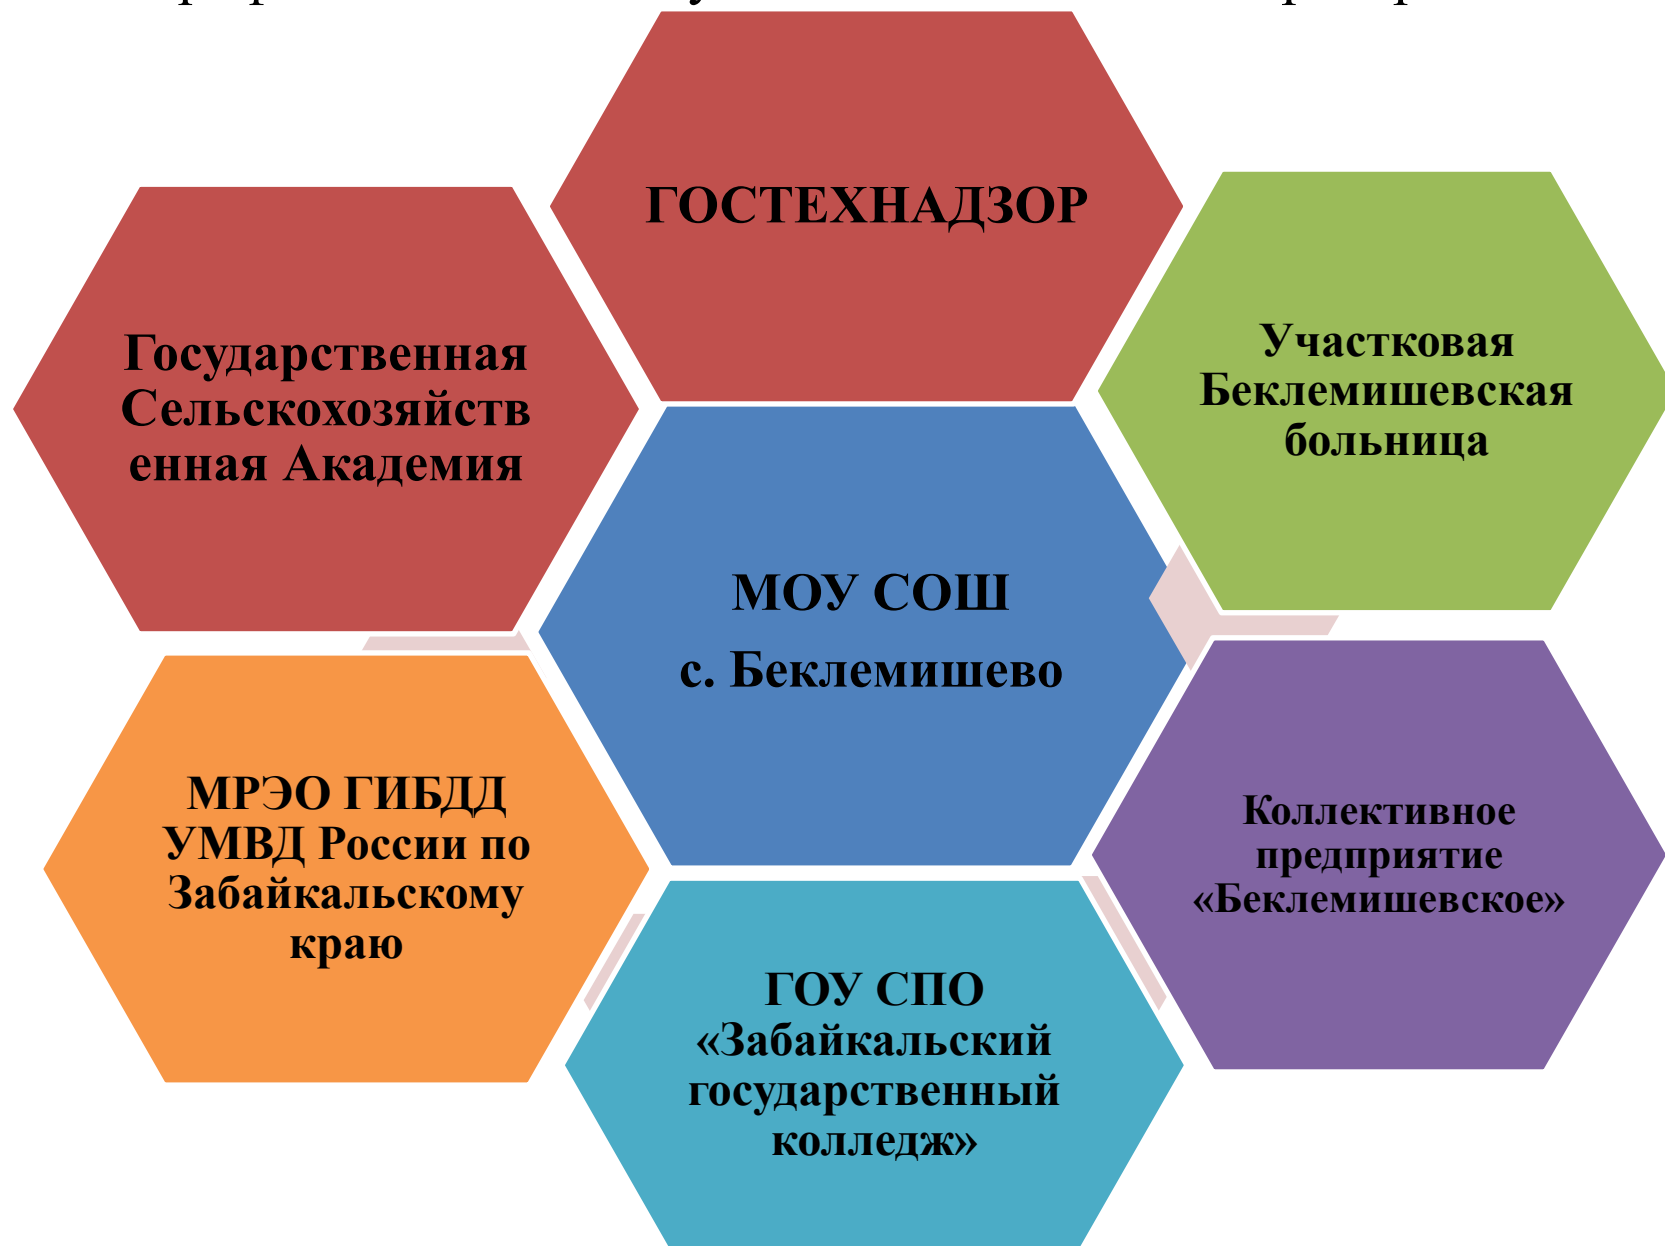 ГОСТЕХНАДЗОР
Государственная
Сельскохозяйств
енная Академия
Участковая
Беклемишевская
больница
МОУ СОШ
с. Беклемишево
МРЭО ГИБДД
УМВД России по
Забайкальскому
краю
Коллективное
предприятие
«Беклемишевское»
ГОУ СПО
«Забайкальский
государственный
колледж»